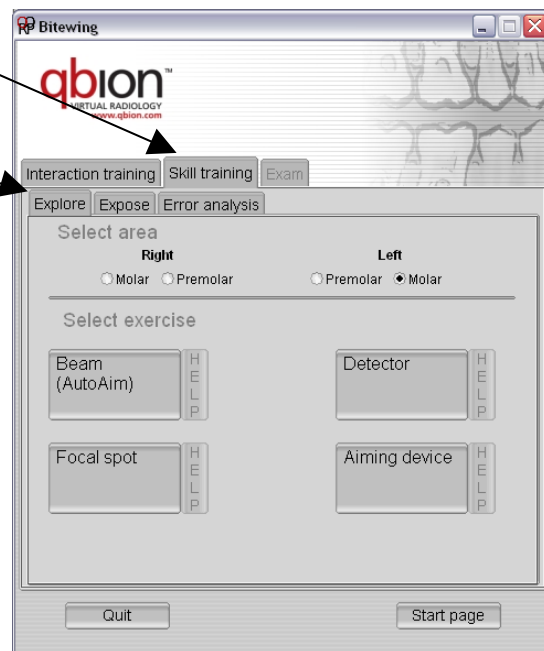 Bitewing
qbion™
VIRTUAL RADIOLOGY
www.qbion.com
Interaction training Skill training Exam
Explore Expose Error analysis
Select area
Right Left
Molar Premolar Premolar Molar
Select exercise
Beam
(AutoAim)
HELP
Detector
HELP
Focal spot
HELP
Aiming device
HELP
Quit Start page